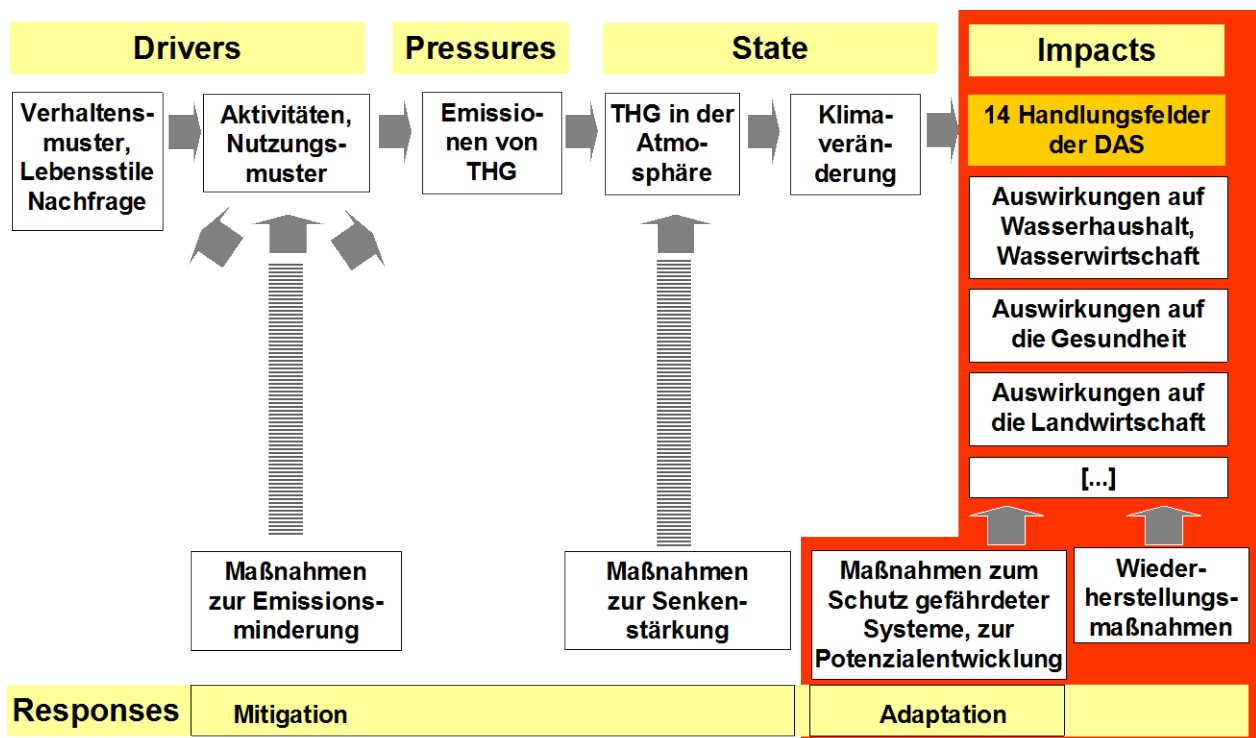 Drivers
Pressures
State
Impacts
Verhaltens-
muster,
Lebensstile
Nachfrage
Aktivitäten,
Nutzungs-
muster
Emissio-
nen von
THG
THG in der
Atmo-
sphäre
Klima-
verän-
derung
14 Handlungsfelder
der DAS
Auswirkungen auf
Wasserhaushalt,
Wasserwirtschaft
Auswirkungen auf
die Gesundheit
Auswirkungen auf
die Landwirtschaft
[...]
Maßnahmen
zur Emissions-
minderung
Maßnahmen
zur Senken-
stärkung
Maßnahmen zum
Schutz gefährdeter
Systeme, zur
Potenzialentwicklung
Wieder-
herstellungs-
maßnahmen
Responses
Mitigation
Adaptation